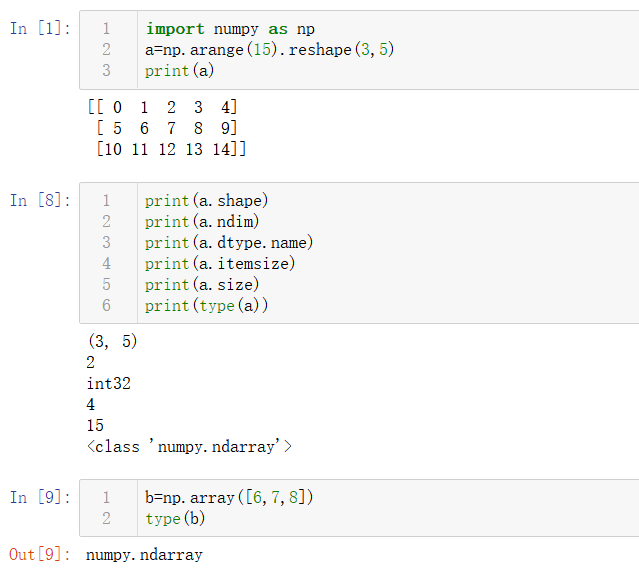 In [1]:
1 import numpy as np
2 a=np.arange(15).reshape(3,5)
3 print(a)
[[ 0  1  2  3  4]
 [ 5  6  7  8  9]
 [10 11 12 13 14]]
In [8]:
1 print(a.shape)
2 print(a.ndim)
3 print(a.dtype.name)
4 print(a.itemsize)
5 print(a.size)
6 print(type(a))
(3, 5)
2
int32
4
15
<class 'numpy.ndarray'>
In [9]:
1 b=np.array([6,7,8])
2 type(b)
Out[9]: numpy.ndarray